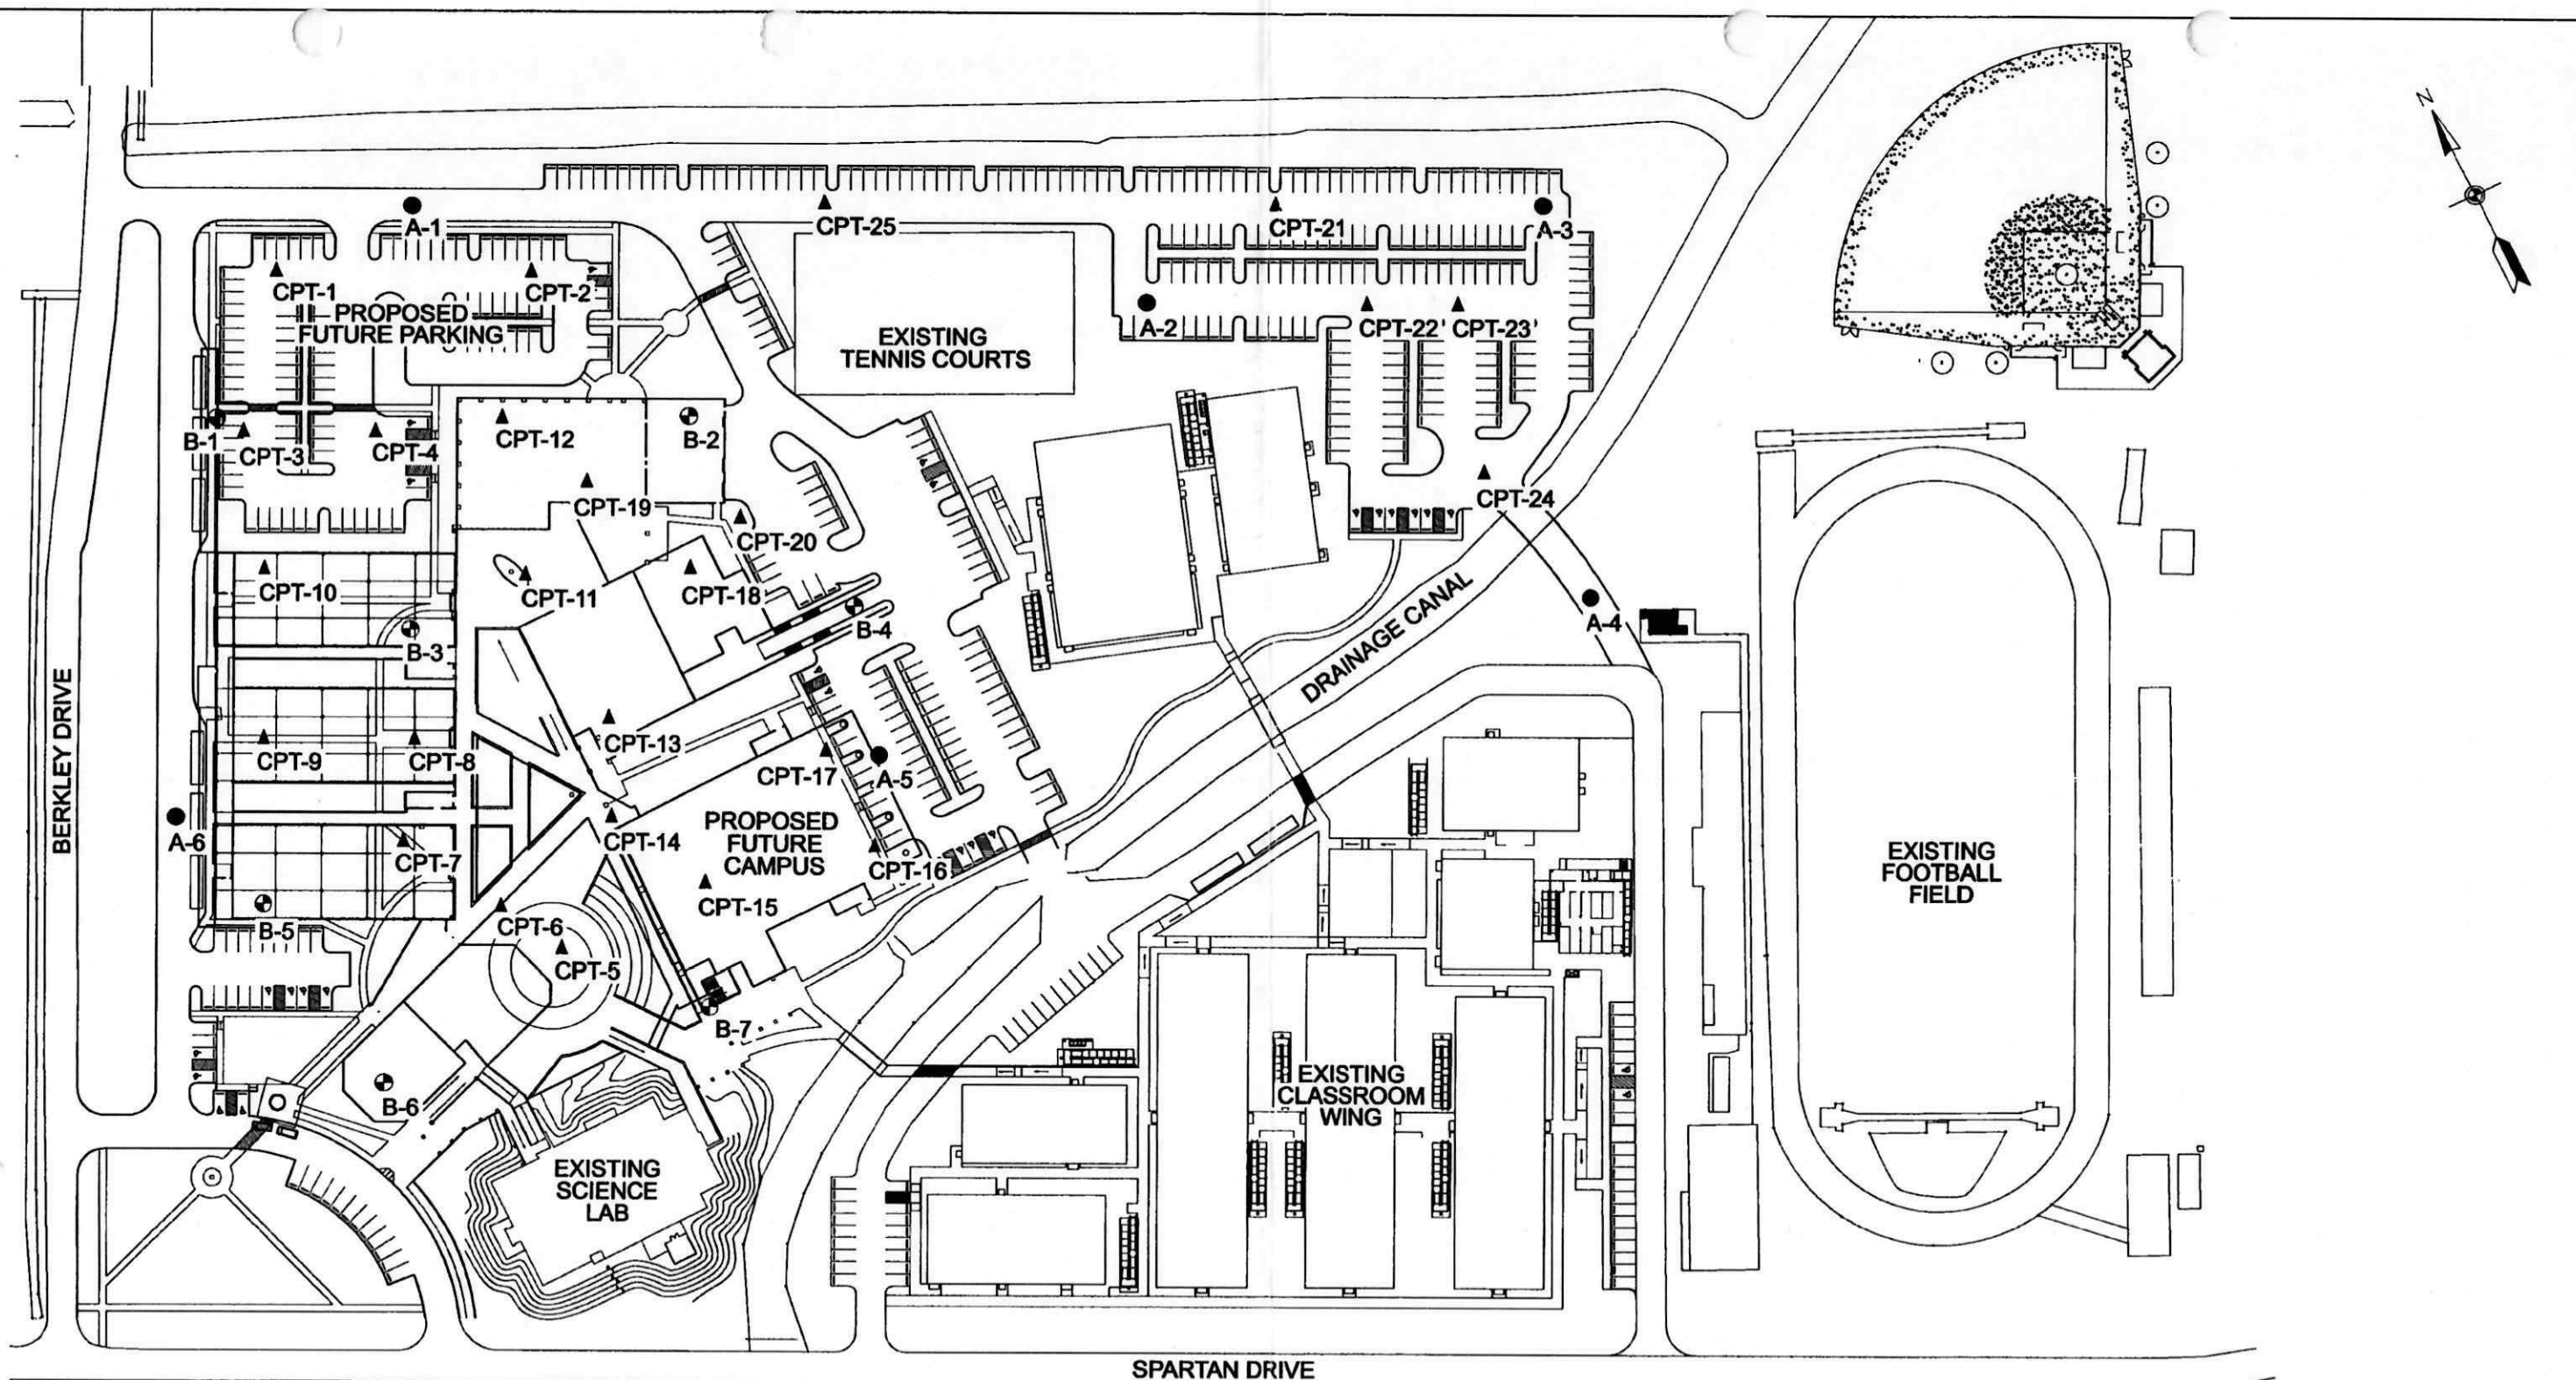 N
CPT-25
A-1
CPT-21
A-3
CPT-1
CPT-2
PROPOSED
FUTURE PARKING
A-2
CPT-22
CPT-23
EXISTING
TENNIS COURTS
B-1
CPT-3
CPT-4
CPT-12
B-2
CPT-19
CPT-24
CPT-20
CPT-10
CPT-11
CPT-18
B-4
A-4
B-3
DRAINAGE CANAL
BERKLEY DRIVE
CPT-9
CPT-8
CPT-13
CPT-17
A-5
A-6
CPT-7
CPT-14
PROPOSED
FUTURE
CAMPUS
CPT-16
EXISTING
FOOTBALL
FIELD
CPT-15
B-5
CPT-6
CPT-5
B-7
B-6
EXISTING
CLASSROOM
WING
EXISTING
SCIENCE
LAB
SPARTAN DRIVE